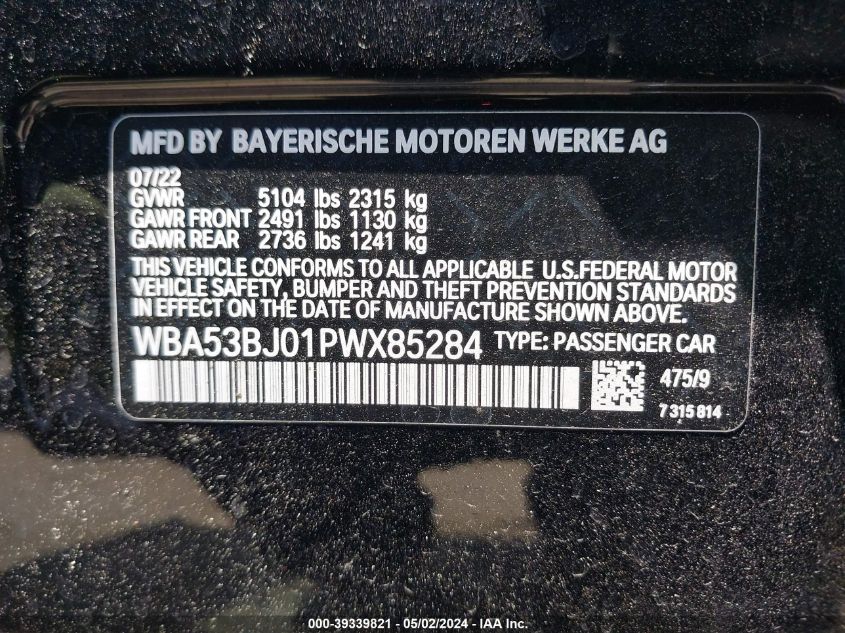 MFD BY BAYERISCHE MOTOREN WERKE AG
07/22
GVWR 5104 lbs 2315 kg
GAWR FRONT 2491 lbs 1130 kg
GAWR REAR 2736 lbs 1241 kg
THIS VEHICLE CONFORMS TO ALL APPLICABLE U.S.FEDERAL MOTOR
VEHICLE SAFETY, BUMPER AND THEFT PREVENTION STANDARDS
IN EFFECT ON THE DATE OF MANUFACTURE SHOWN ABOVE.
WBA53BJ01PWX85284 TYPE: PASSENGER CAR
475/9
7 315 814
000-39339821 - 05/02/2024 - IAA Inc.